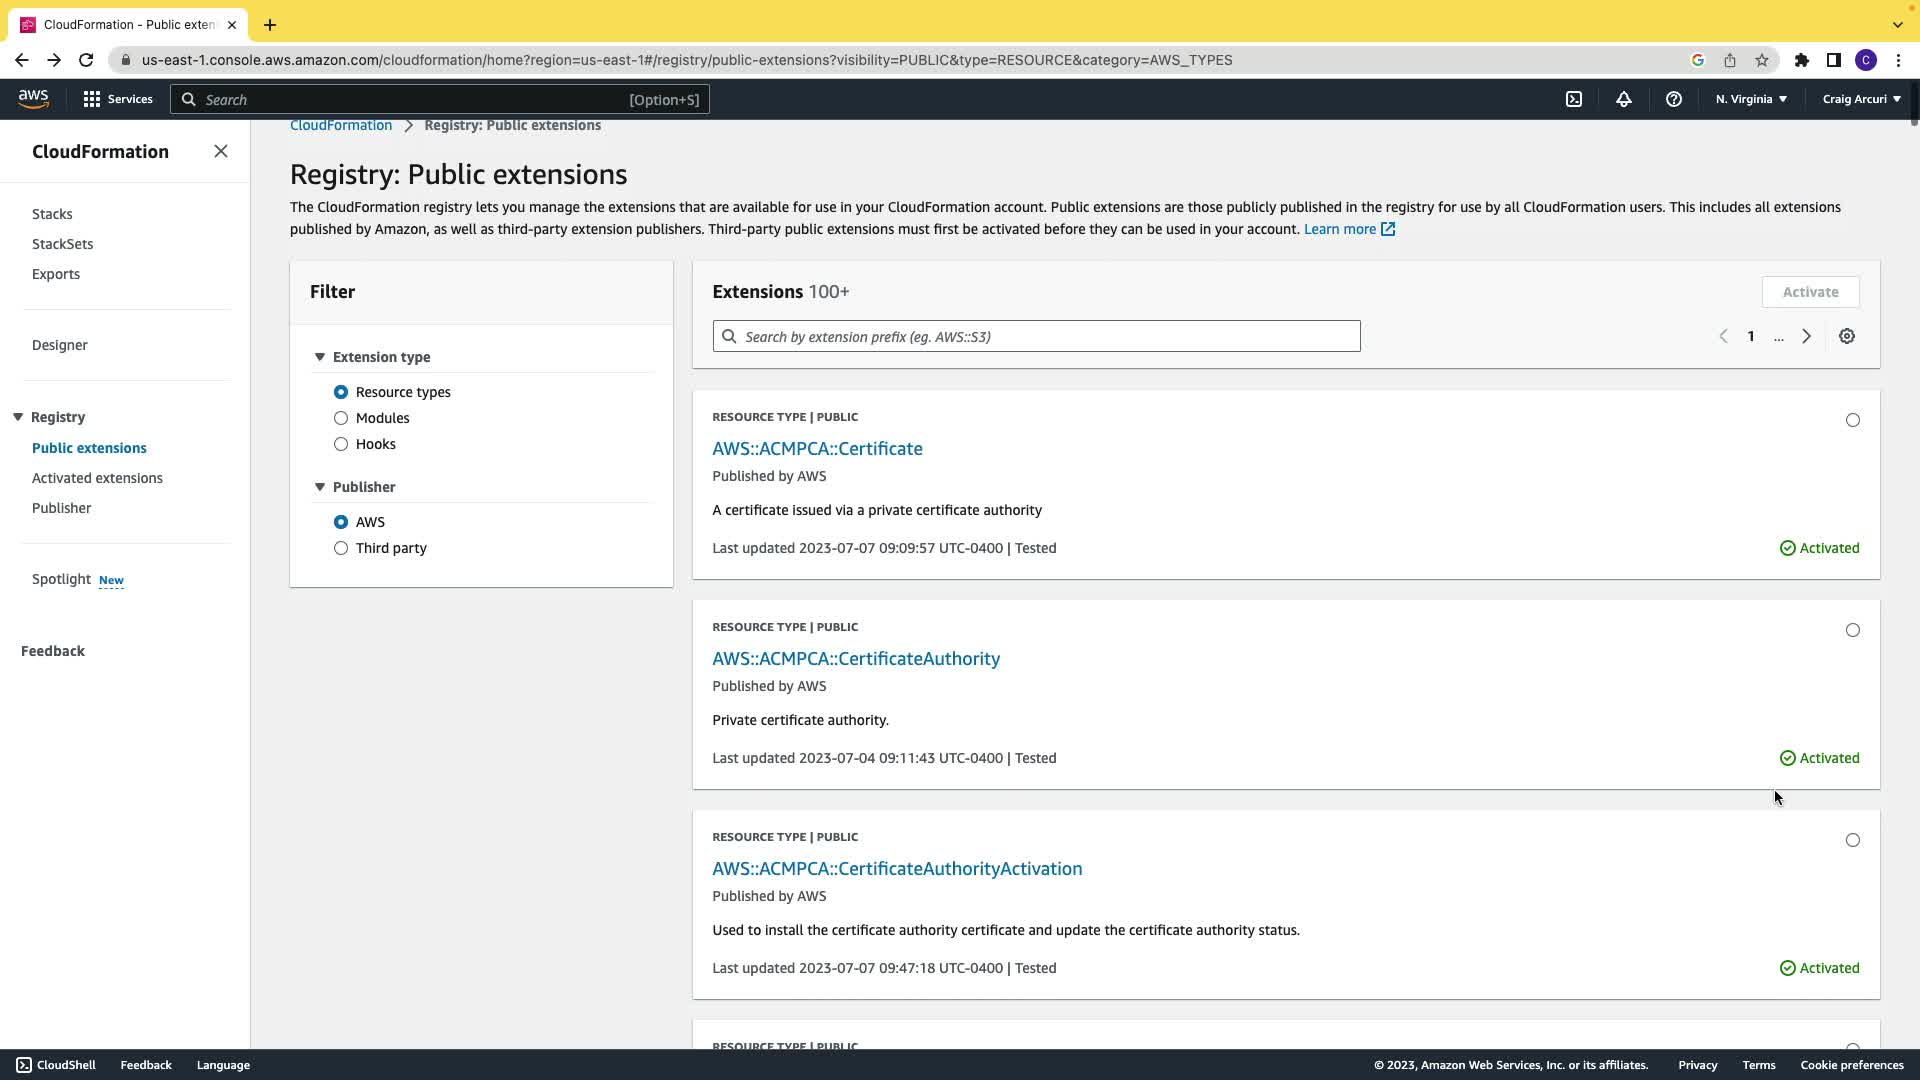 CloudFormation - Public exten
us-east-1.console.aws.amazon.com/cloudformation/home?region=us-east-1#/registry/public-extensions?visibility=PUBLIC&type=RESOURCE&category=AWS_TYPES
C
aws
Services
Search
[Option+S]
N. Virginia
Craig Arcuri
CloudFormation
Stacks
StackSets
Exports
Designer
Registry
Public extensions
Activated extensions
Publisher
Spotlight New
Feedback
CloudFormation > Registry: Public extensions
Registry: Public extensions
The CloudFormation registry lets you manage the extensions that are available for use in your CloudFormation account. Public extensions are those publicly published in the registry for use by all CloudFormation users. This includes all extensions
published by Amazon, as well as third-party extension publishers. Third-party public extensions must first be activated before they can be used in your account. Learn more
Filter
Extension type
Resource types
Modules
Hooks
Publisher
AWS
Third party
Extensions 100+
Activate
Search by extension prefix (eg. AWS::S3)
1 ...
RESOURCE TYPE | PUBLIC
AWS::ACMPCA::Certificate
Published by AWS
A certificate issued via a private certificate authority
Last updated 2023-07-07 09:09:57 UTC-0400 | Tested
Activated
RESOURCE TYPE | PUBLIC
AWS::ACMPCA::CertificateAuthority
Published by AWS
Private certificate authority.
Last updated 2023-07-04 09:11:43 UTC-0400 | Tested
Activated
RESOURCE TYPE | PUBLIC
AWS::ACMPCA::CertificateAuthorityActivation
Published by AWS
Used to install the certificate authority certificate and update the certificate authority status.
Last updated 2023-07-07 09:47:18 UTC-0400 | Tested
Activated
RESOURCE TYPE | PUBLIC
CloudShell
Feedback
Language
© 2023, Amazon Web Services, Inc. or its affiliates.
Privacy
Terms
Cookie preferences